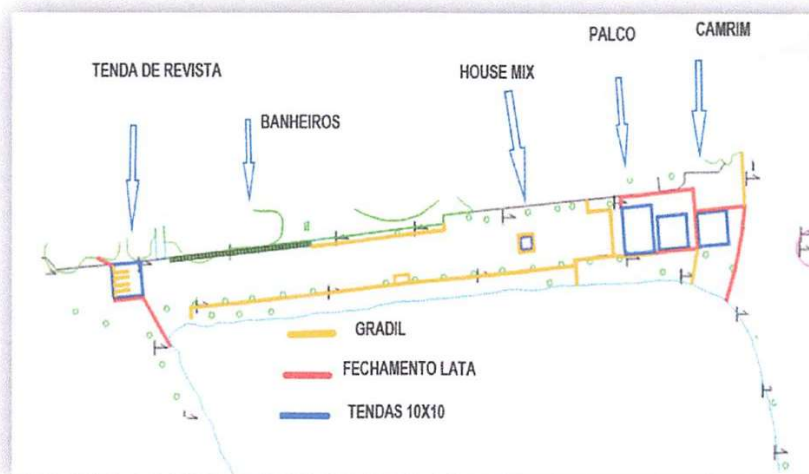 PALCO
CAMRIM
TENDA DE REVISTA
HOUSE MIX
BANHEIROS
GRADIL
FECHAMENTO LATA
TENDAS 10X10